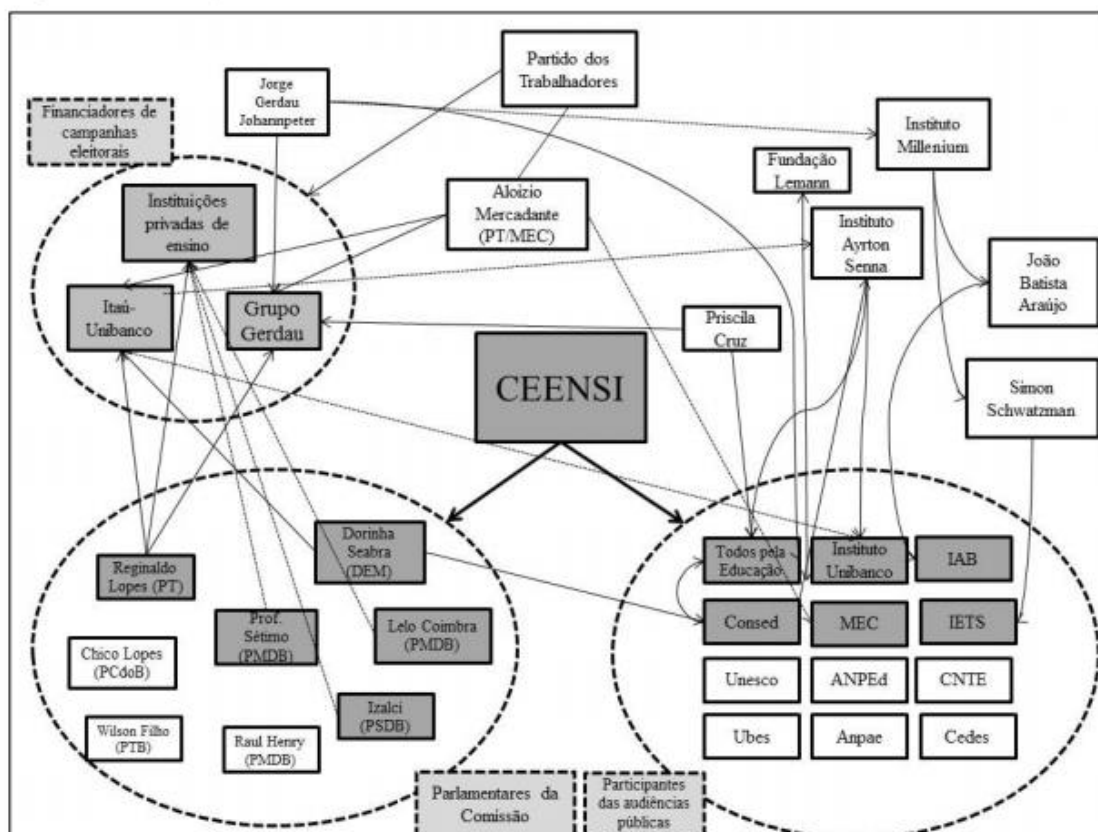 Partido dos
Trabalhadores
Jorge
Gerdau
Johannpeter
Financiadores de
campanhas
eleitorais
Instituto
Millenium
Fundação
Lemann
Instituições
privadas de
ensino
Aloizio
Mercadante
(PT/MEC)
Instituto
Ayrton
Senna
João
Batista
Araújo
Itaú-
Unibanco
Grupo
Gerdau
Priscila
Cruz
CEENSI
Simon
Schwatzman
Dorinha
Seabra
(DEM)
Reginaldo
Lopes (PT)
Prof.
Sétimo
(PMDB)
Lelo Coimbra
(PMDB)
Chico Lopes
(PCdoB)
Izalci
(PSDB)
Wilson Filho
(PTB)
Raul Henry
(PMDB)
Parlamentares da
Comissão
Todos pela
Educação
Instituto
Unibanco
IAB
Consed
MEC
IETS
Unesco
ANPEd
CNTE
Ubes
Anpae
Cedes
Participantes
das audiências
públicas